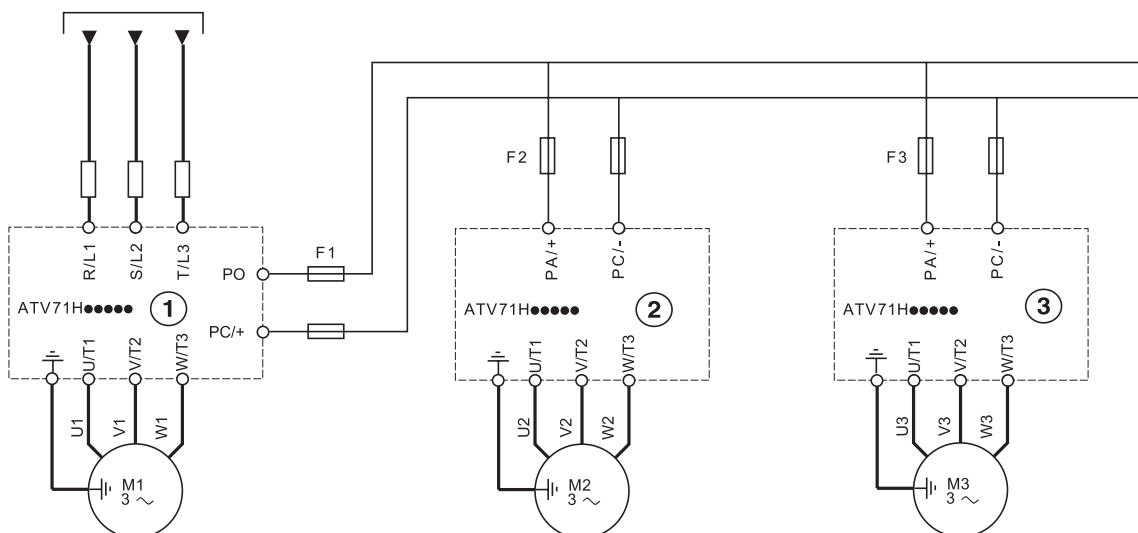 F2
F3
R/L1
S/L2
T/L3
F1
PO
PC/+
PA/+
PC/-
PA/+
PC/-
ATV71H●●●●● 1
ATV71H●●●●● 2
ATV71H●●●●● 3
U/T1
V/T2
W/T3
U/T1
V/T2
W/T3
U/T1
V/T2
W/T3
U1
V1
W1
U2
V2
W2
U3
V3
W3
M1
3 ~
M2
3 ~
M3
3 ~